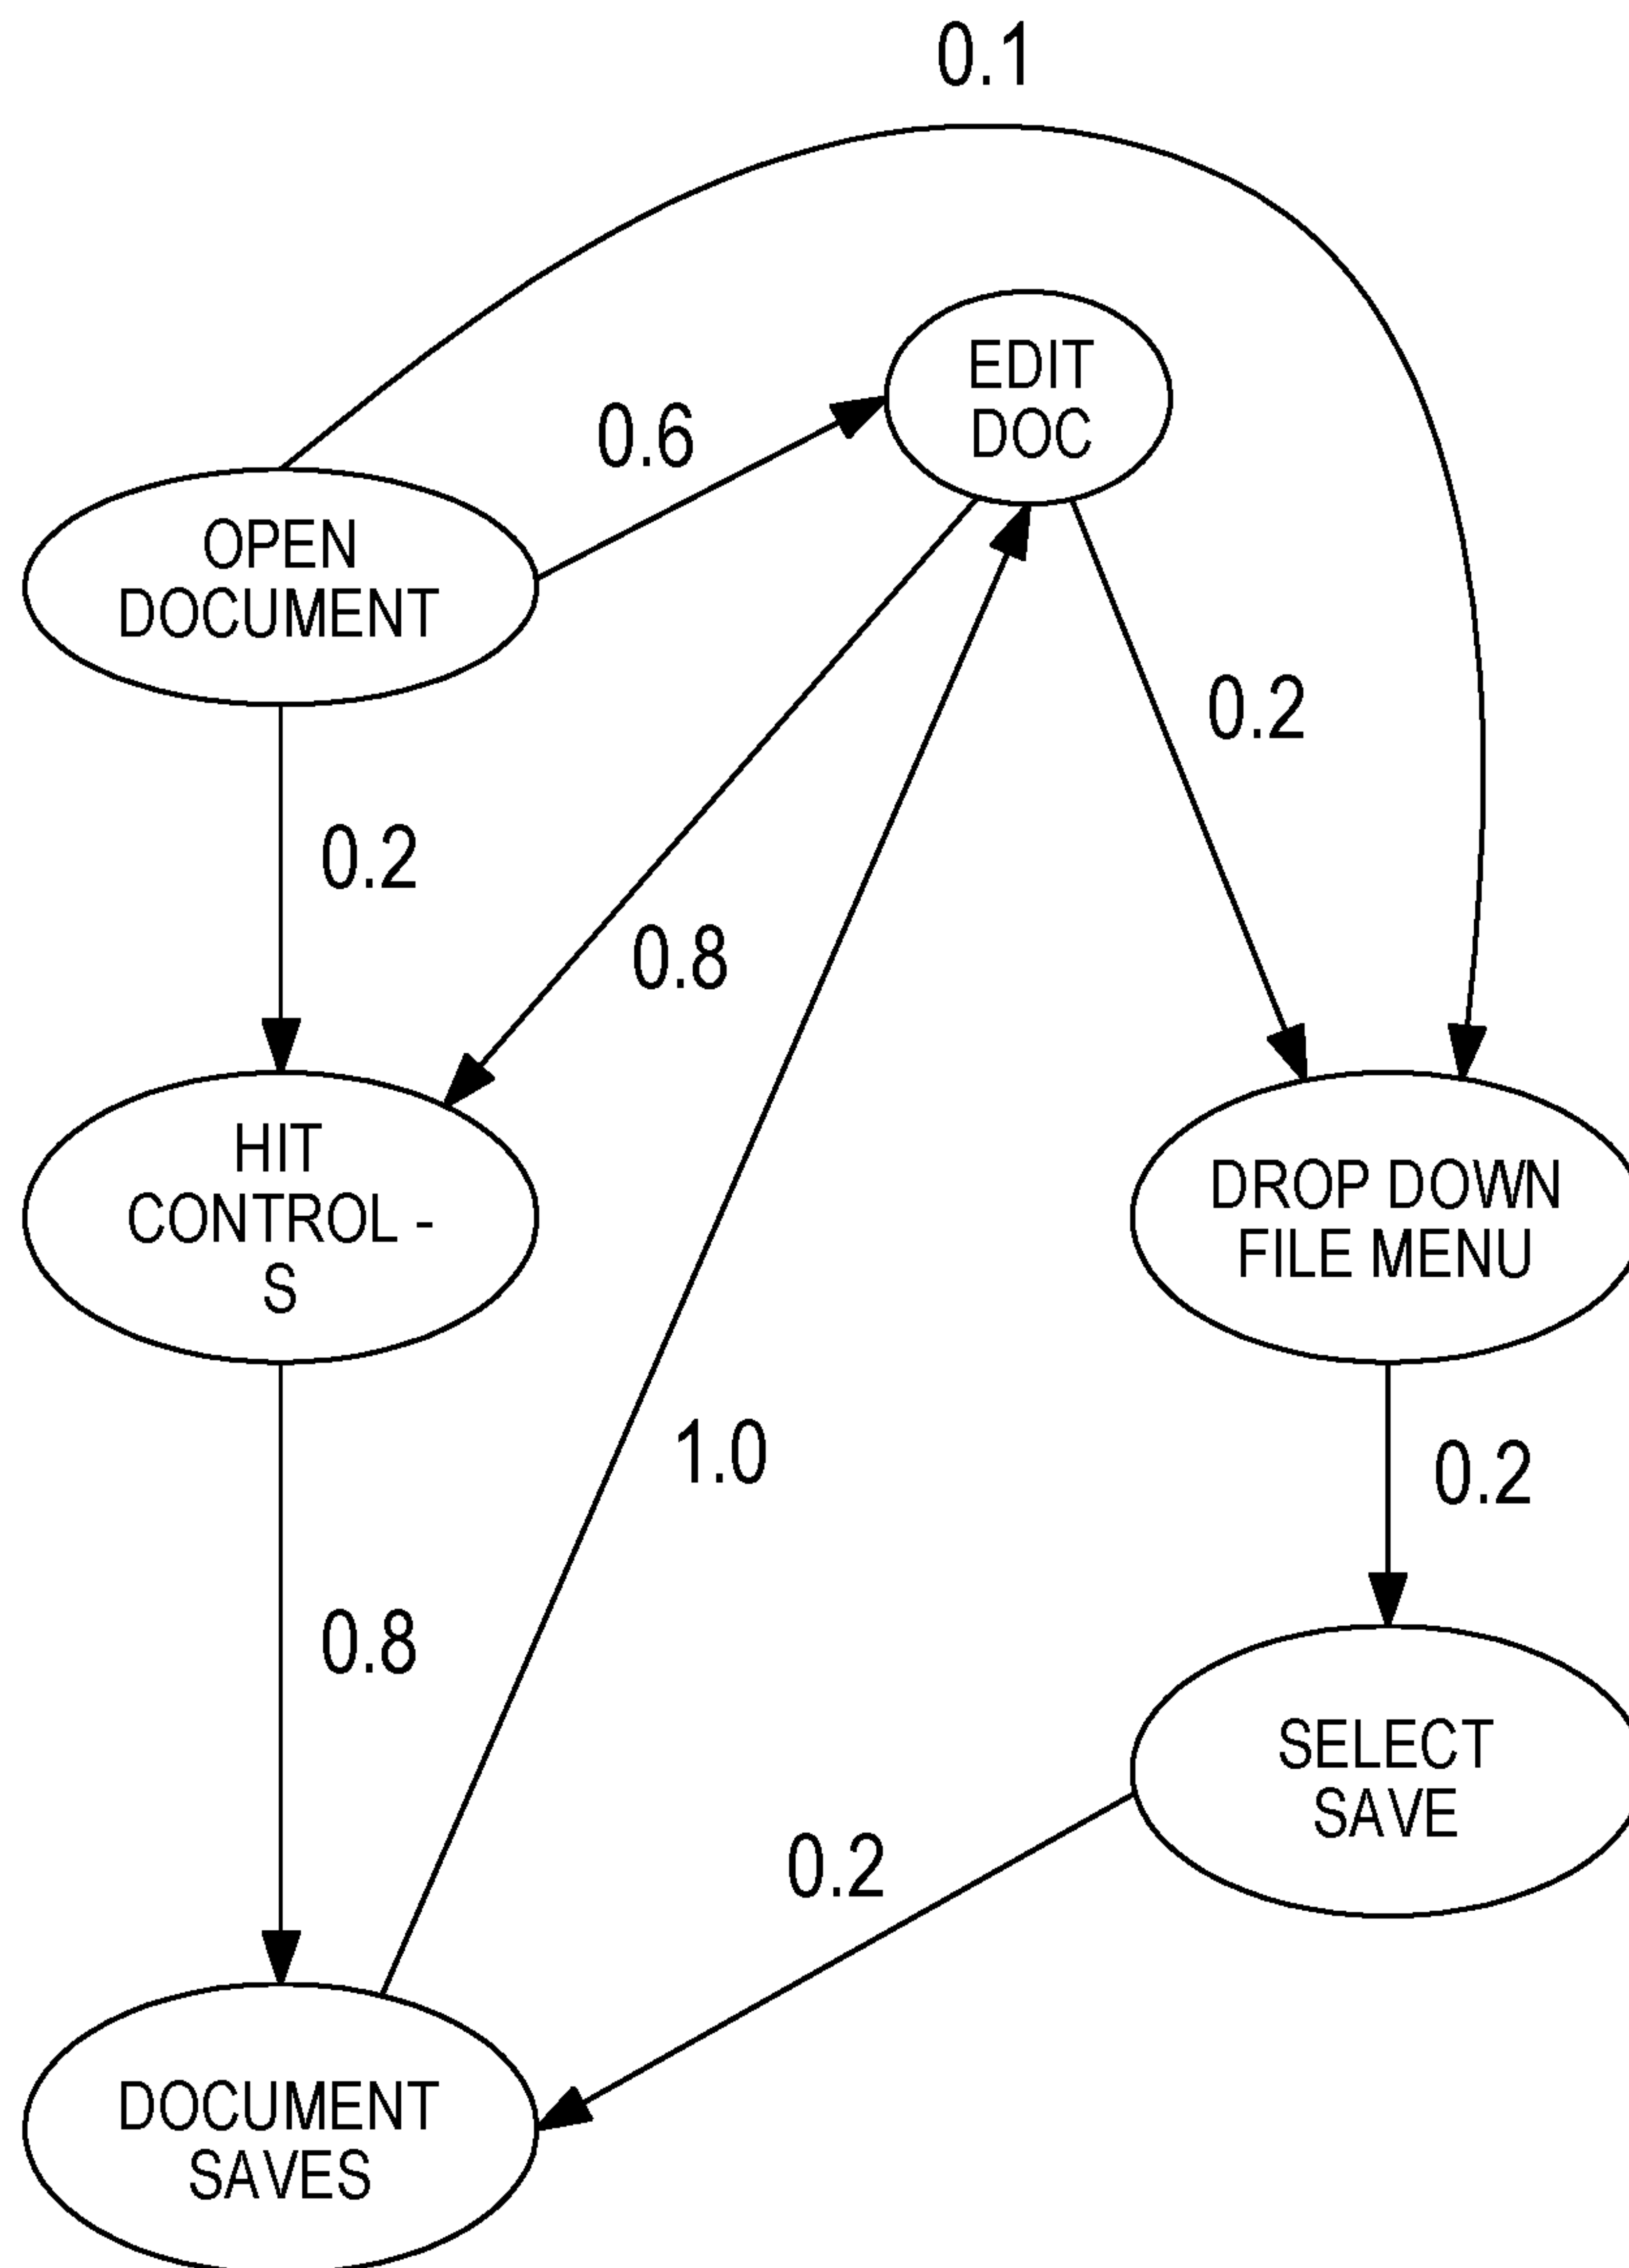 0.1
EDIT
DOC
0.6
OPEN
DOCUMENT
0.2
0.2
0.8
HIT
CONTROL -
S
DROP DOWN
FILE MENU
1.0
0.2
0.8
SELECT
SAVE
0.2
DOCUMENT
SAVES